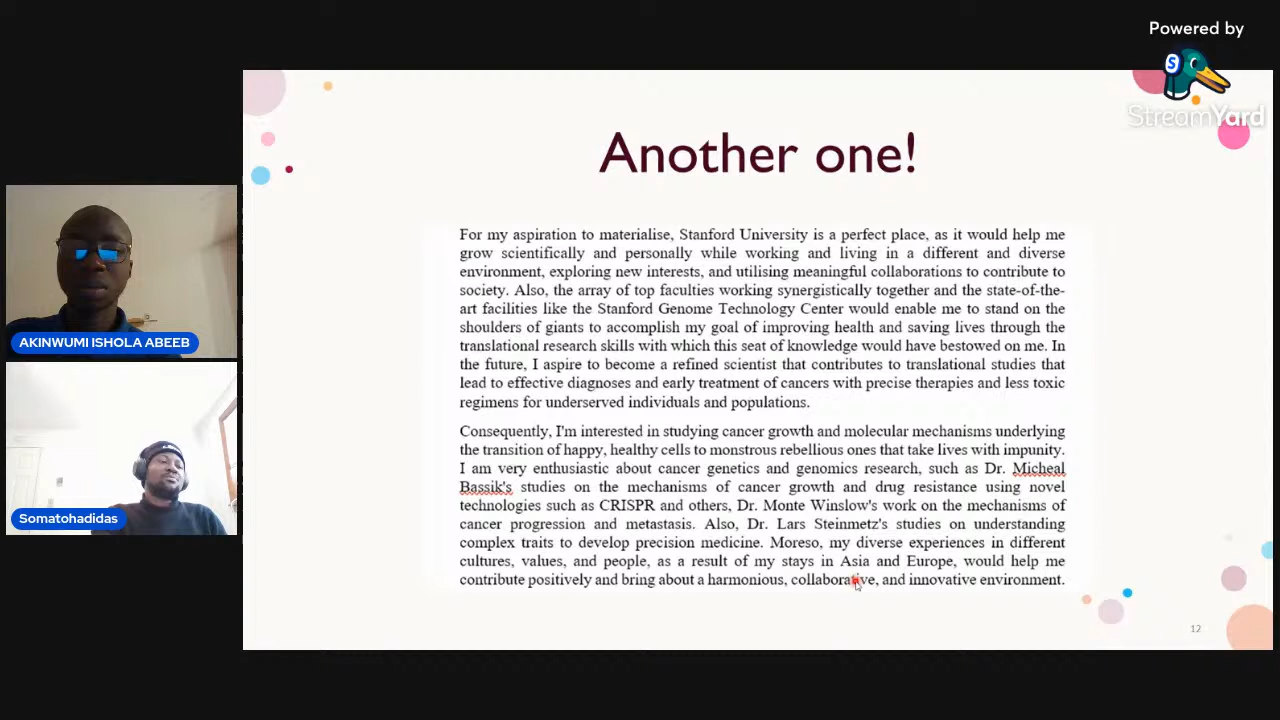 Powered by
StreamYard
Another one!
For my aspiration to materialise, Stanford University is a perfect place, as it would help me
grow scientifically and personally while working and living in a different and diverse
environment, exploring new interests, and utilising meaningful collaborations to contribute to
society. Also, the array of top faculties working synergistically together and the state-of-the-
art facilities like the Stanford Genome Technology Center would enable me to stand on the
shoulders of giants to accomplish my goal of improving health and saving lives through the
translational research skills with which this seat of knowledge would have bestowed on me. In
the future, I aspire to become a refined scientist that contributes to translational studies that
lead to effective diagnoses and early treatment of cancers with precise therapies and less toxic
regimens for underserved individuals and populations.
Consequently, I'm interested in studying cancer growth and molecular mechanisms underlying
the transition of happy, healthy cells to monstrous rebellious ones that take lives with impunity.
I am very enthusiastic about cancer genetics and genomics research, such as Dr. Micheal
Bassik's studies on the mechanisms of cancer growth and drug resistance using novel
technologies such as CRISPR and others, Dr. Monte Winslow's work on the mechanisms of
cancer progression and metastasis. Also, Dr. Lars Steinmetz's studies on understanding
complex traits to develop precision medicine. Moreso, my diverse experiences in different
cultures, values, and people, as a result of my stays in Asia and Europe, would help me
contribute positively and bring about a harmonious, collaborative, and innovative environment.
12
AKINWUMI ISHOLA ABEEB
Somatohadidas